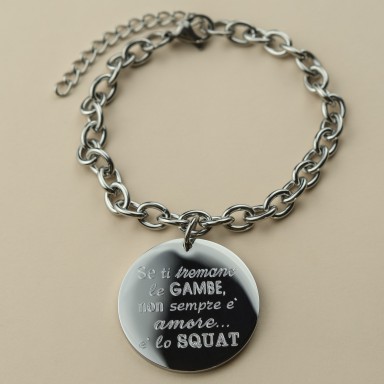 Se ti tremano
le GAMBE,
non sempre e'
amore...
e' lo SQUAT